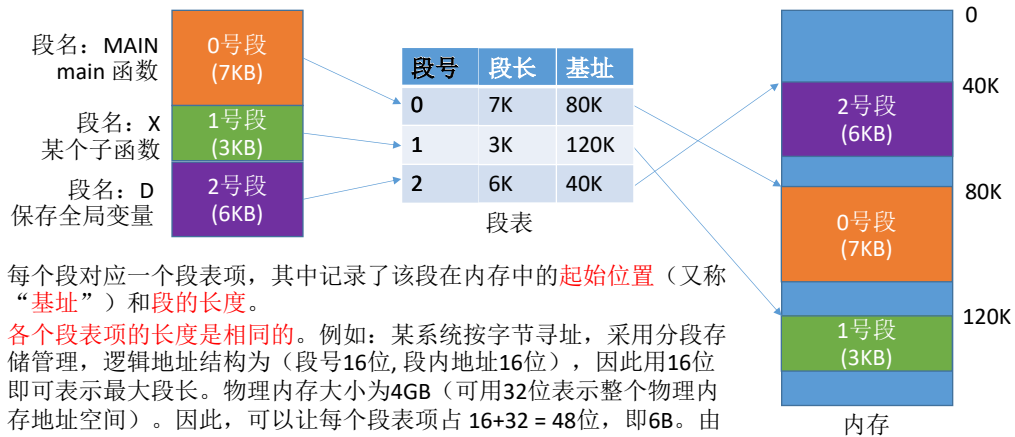 段名：MAIN
main 函数
0号段
(7KB)
段名：X
某个子函数
1号段
(3KB)
段名：D
保存全局变量
2号段
(6KB)
段号 段长 基址
0 7K 80K
1 3K 120K
2 6K 40K
段表
0
40K
2号段
(6KB)
80K
0号段
(7KB)
120K
1号段
(3KB)
内存
每个段对应一个段表项，其中记录了该段在内存中的起始位置（又称
“基址”）和段的长度。
各个段表项的长度是相同的。例如：某系统按字节寻址，采用分段存
储管理，逻辑地址结构为（段号16位, 段内地址16位），因此用16位
即可表示最大段长。物理内存大小为4GB（可用32位表示整个物理内
存地址空间）。因此，可以让每个段表项占 16+32 = 48位，即6B。由